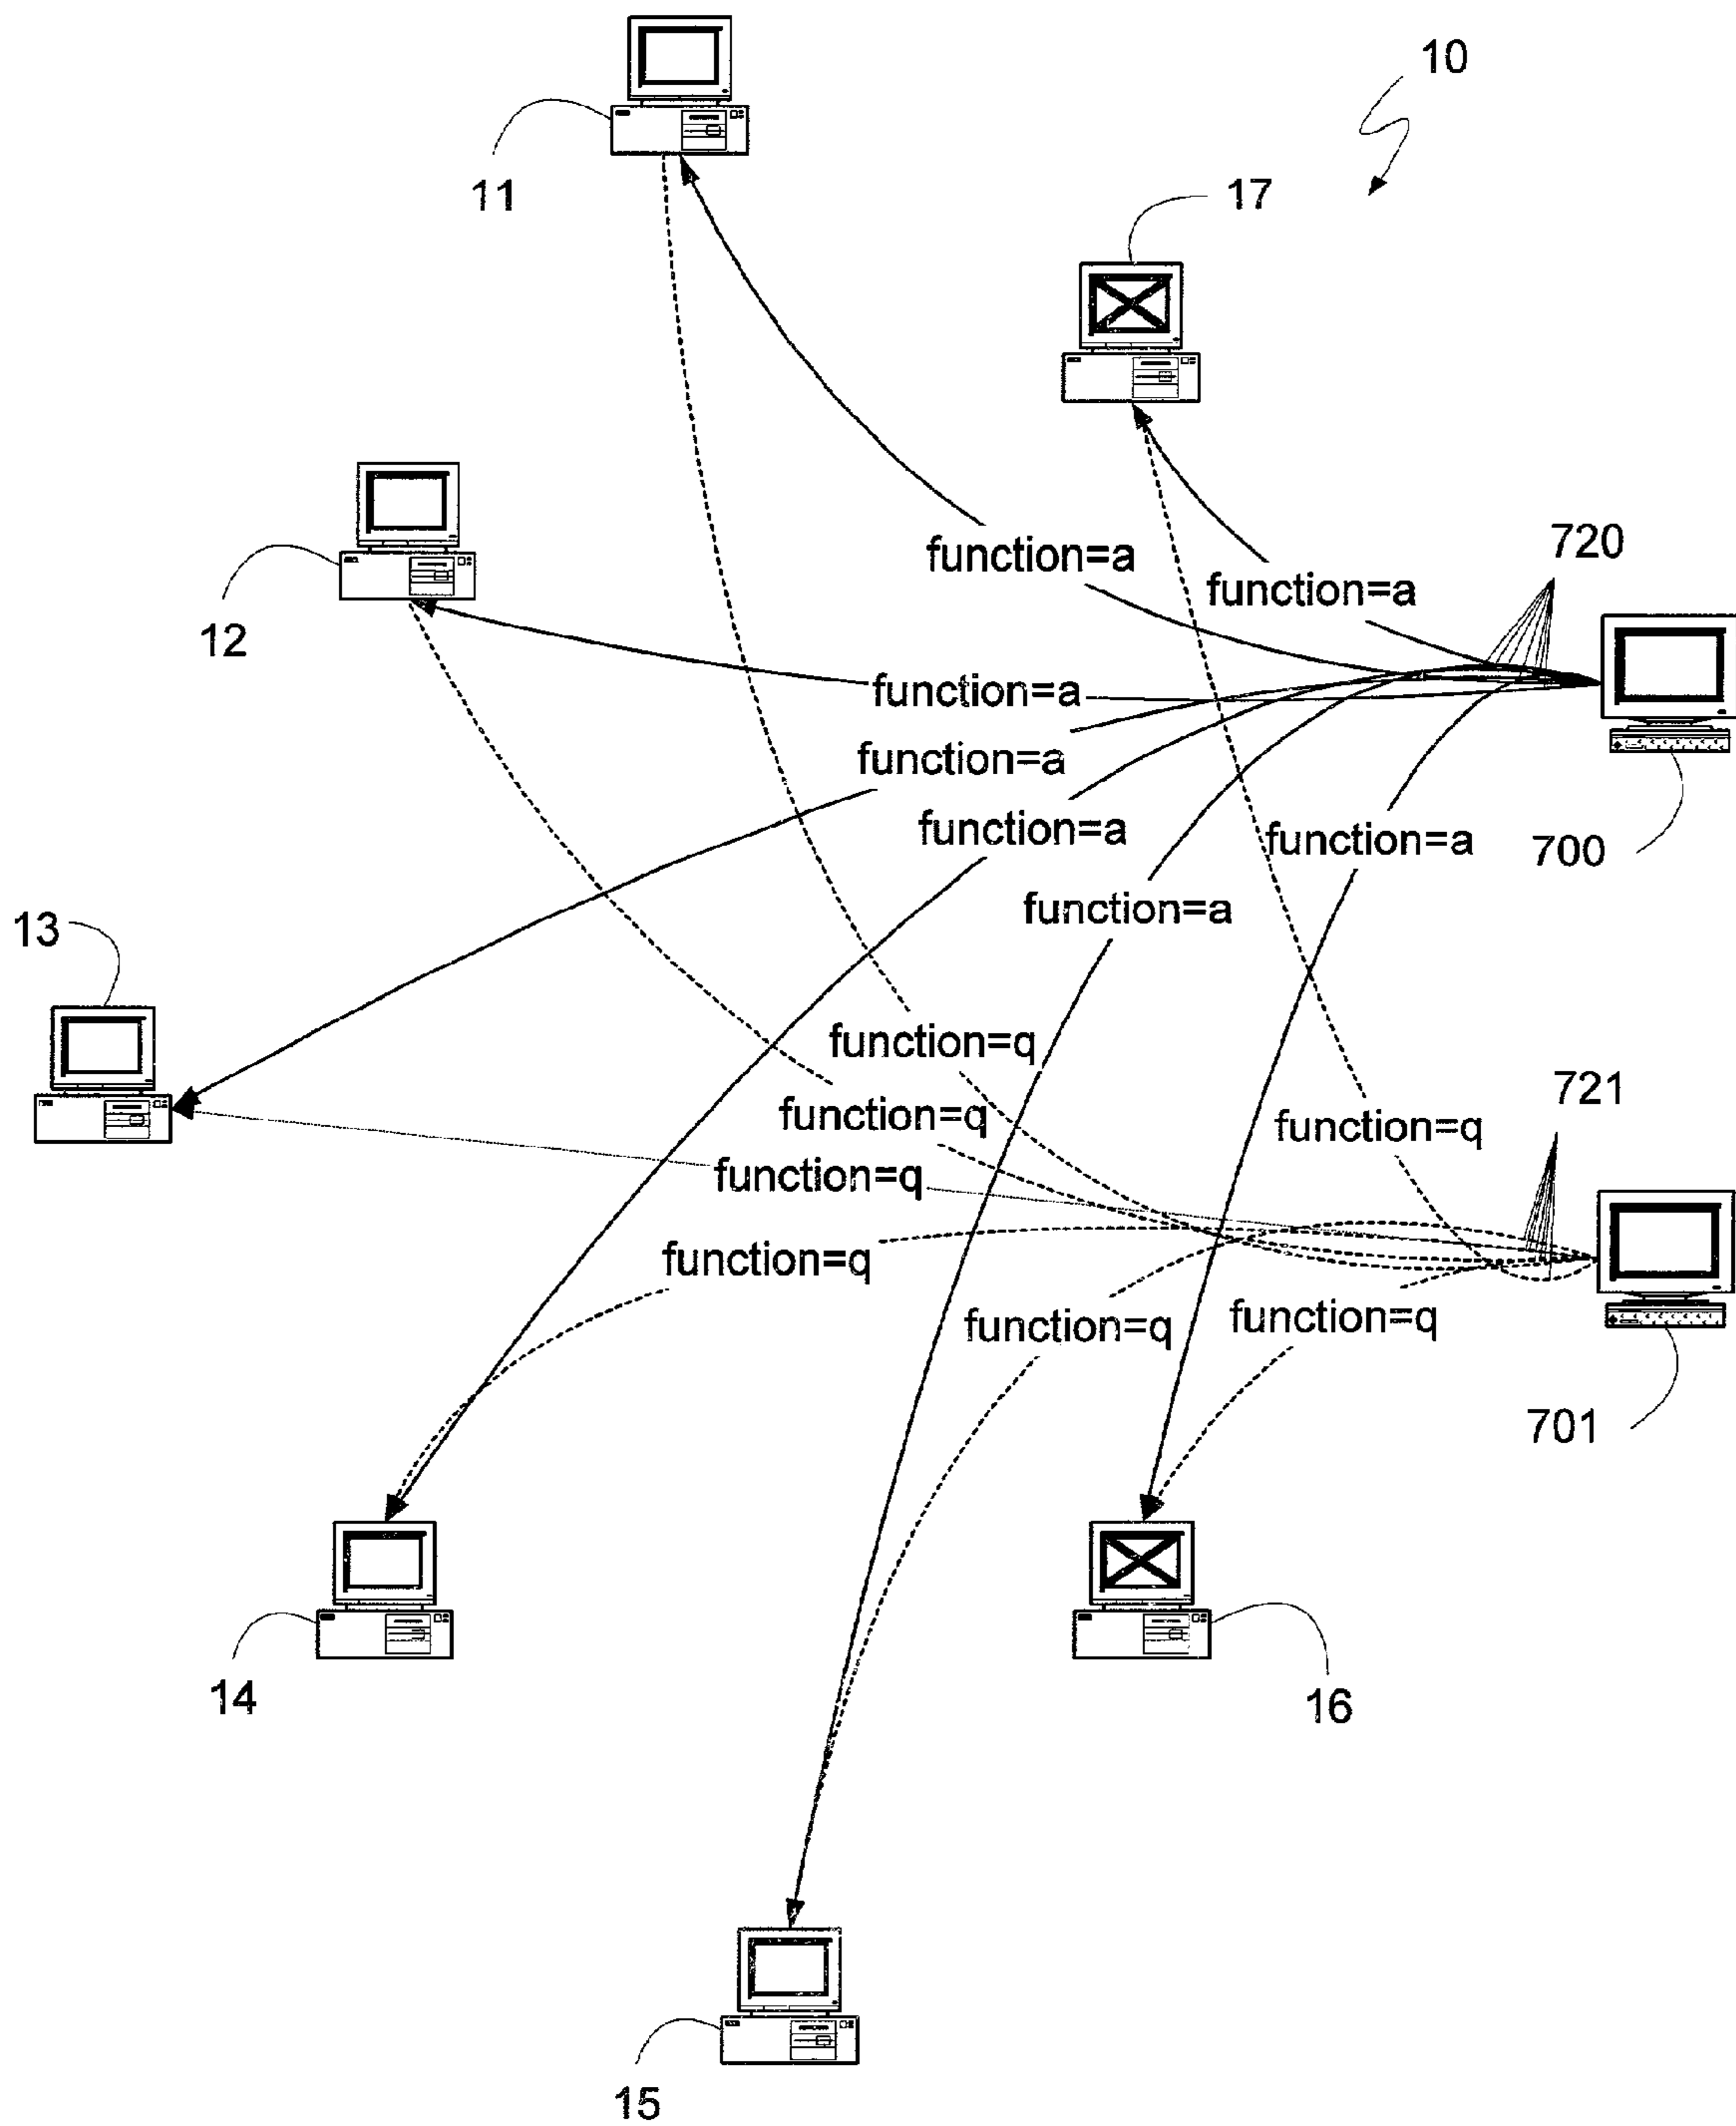 10
11
17
720
function=a
function=a
12
function=a
function=a
function=a
function=a
700
function=a
13
function=q
721
function=q
function=q
function=q
function=q
function=q
function=q
701
14
16
15